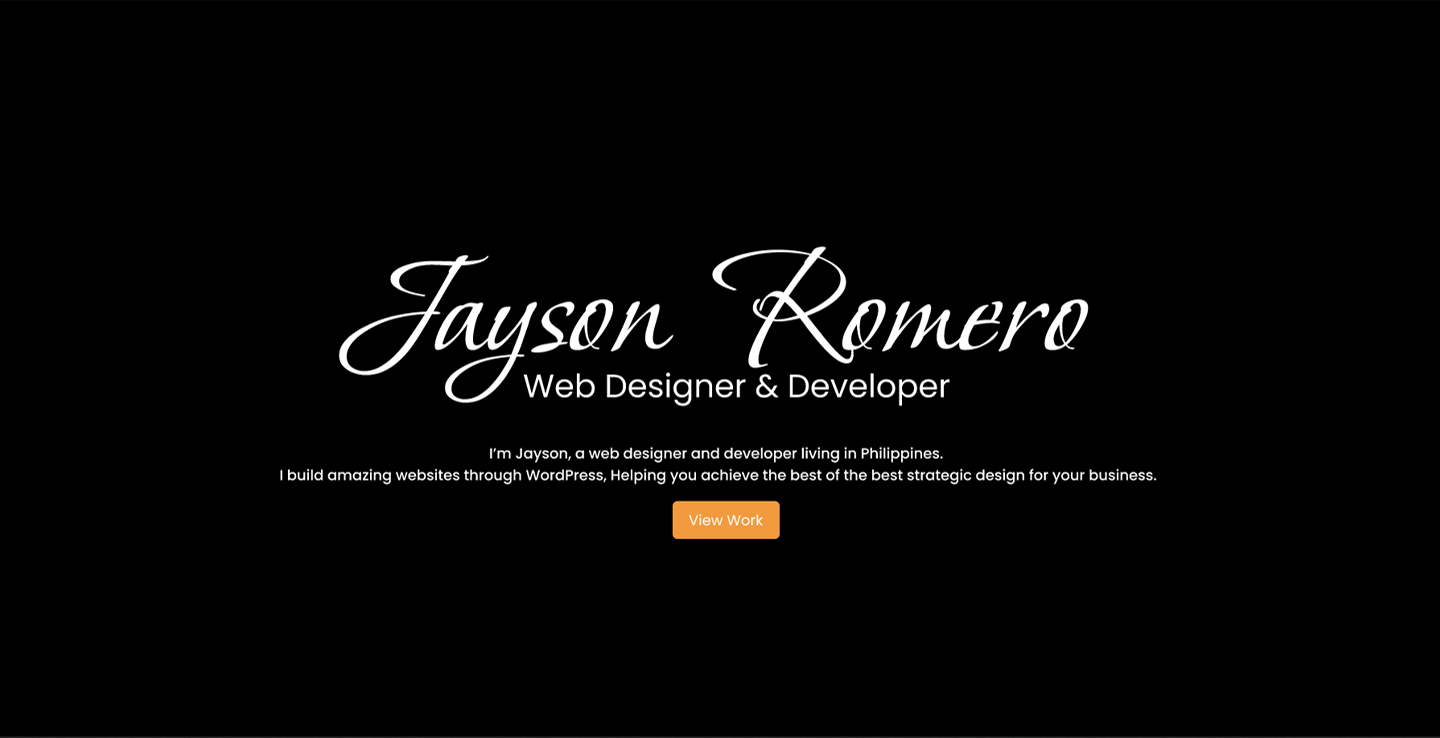 Jayson Romero
Web Designer & Developer
I’m Jayson, a web designer and developer living in Philippines.
I build amazing websites through WordPress, Helping you achieve the best of the best strategic design for your business.
View Work